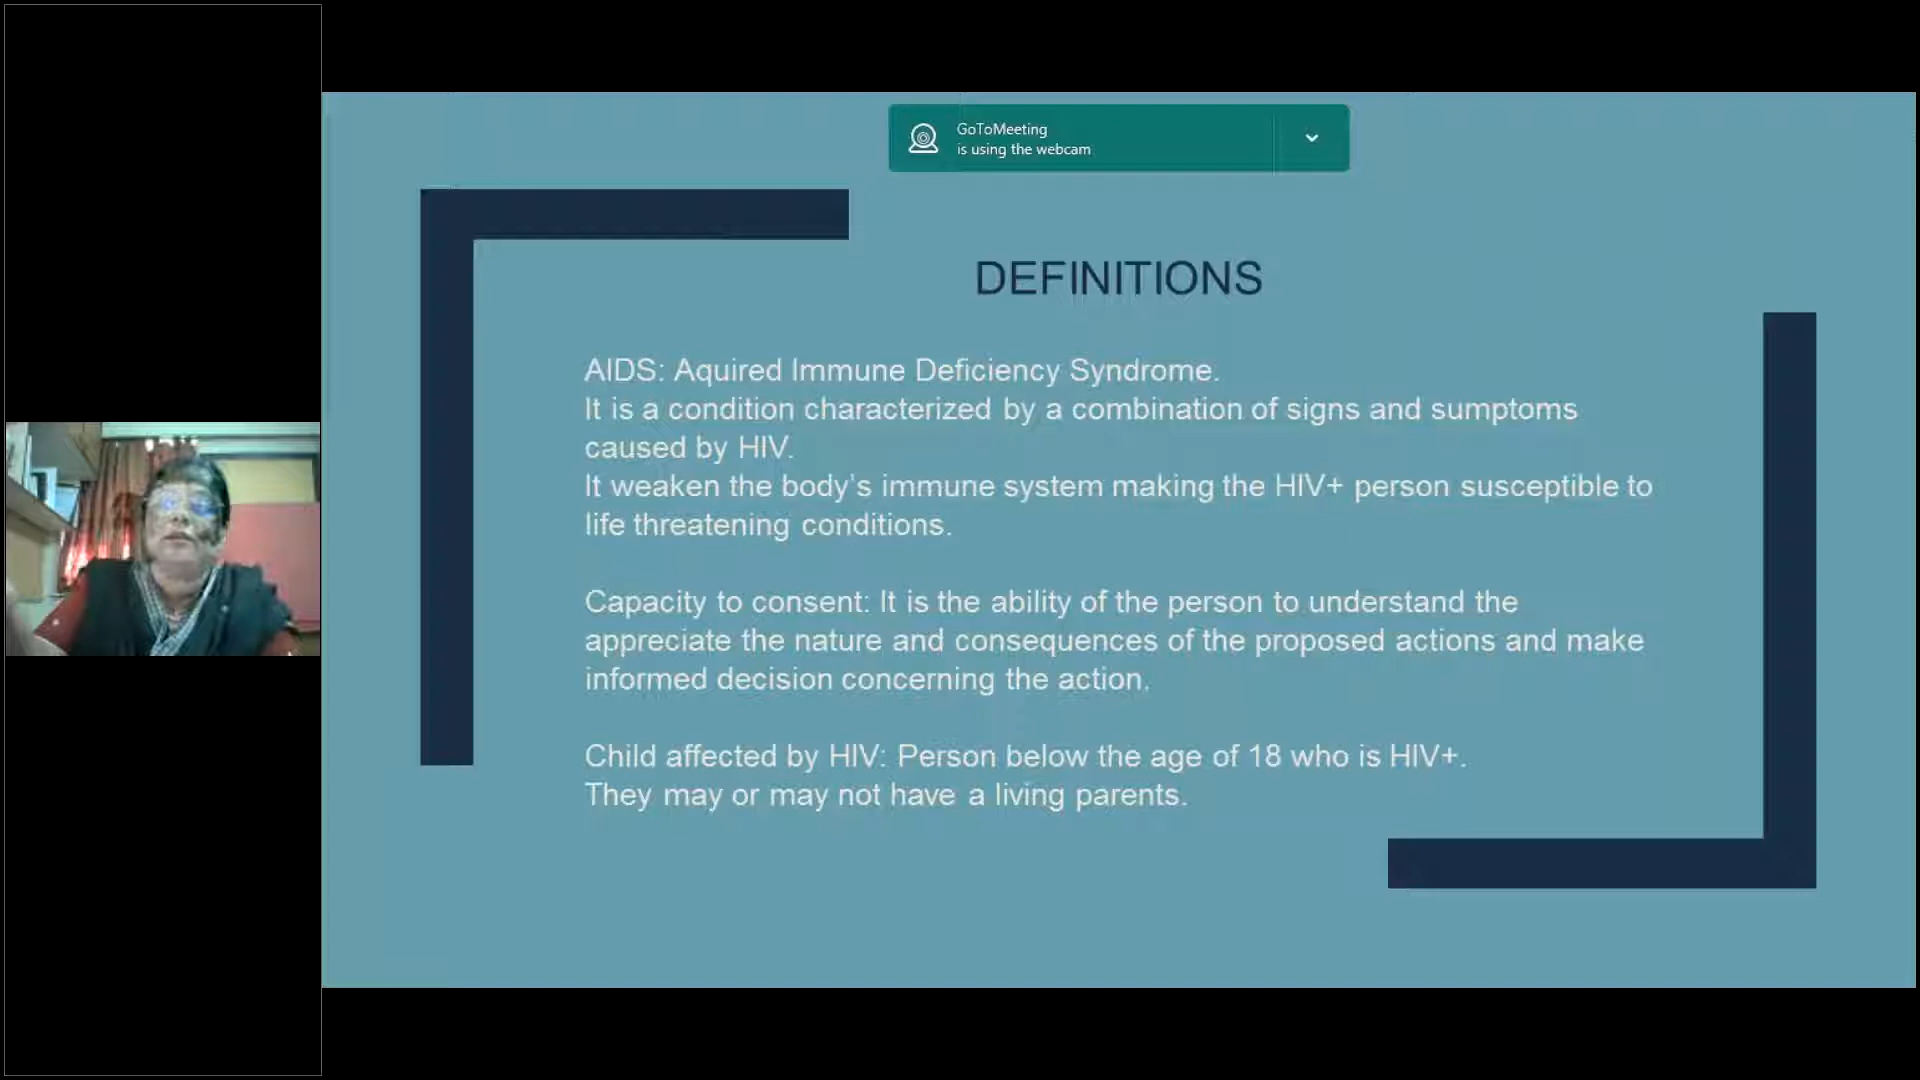 GoToMeeting
is using the webcam
DEFINITIONS
AIDS: Aquired Immune Deficiency Syndrome.
It is a condition characterized by a combination of signs and sumptoms
caused by HIV.
It weaken the body’s immune system making the HIV+ person susceptible to
life threatening conditions.
Capacity to consent: It is the ability of the person to understand the
appreciate the nature and consequences of the proposed actions and make
informed decision concerning the action.
Child affected by HIV: Person below the age of 18 who is HIV+.
They may or may not have a living parents.